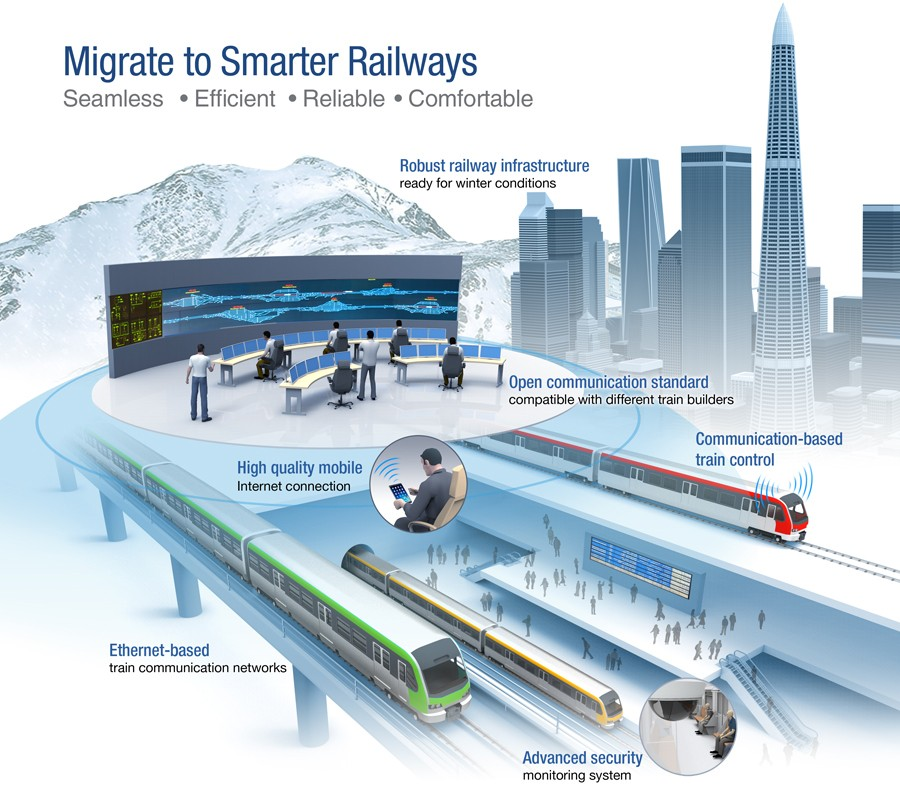 Migrate to Smarter Railways
Seamless • Efficient • Reliable • Comfortable
Robust railway infrastructure
ready for winter conditions
Open communication standard
compatible with different train builders
Communication-based
train control
High quality mobile
Internet connection
Ethernet-based
train communication networks
Advanced security
monitoring system